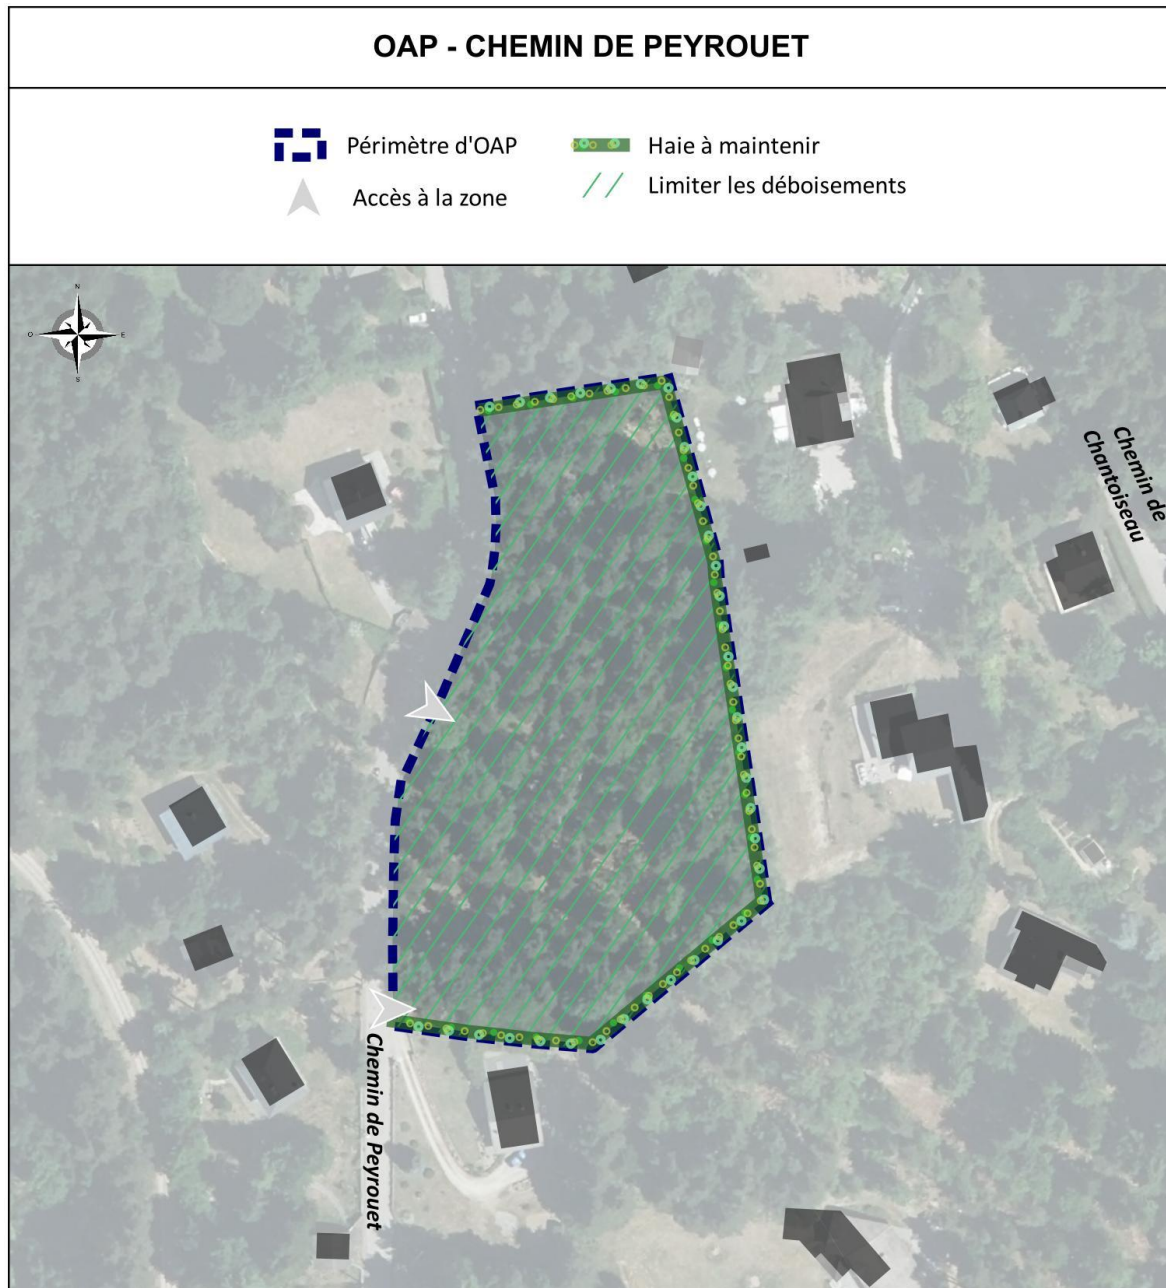 OAP - CHEMIN DE PEYROUET
Périmètre d'OAP
Haie à maintenir
Accès à la zone
Limiter les déboisements
N
O
E
S
Chemin de
Chantoiseau
Chemin de Peyrouet